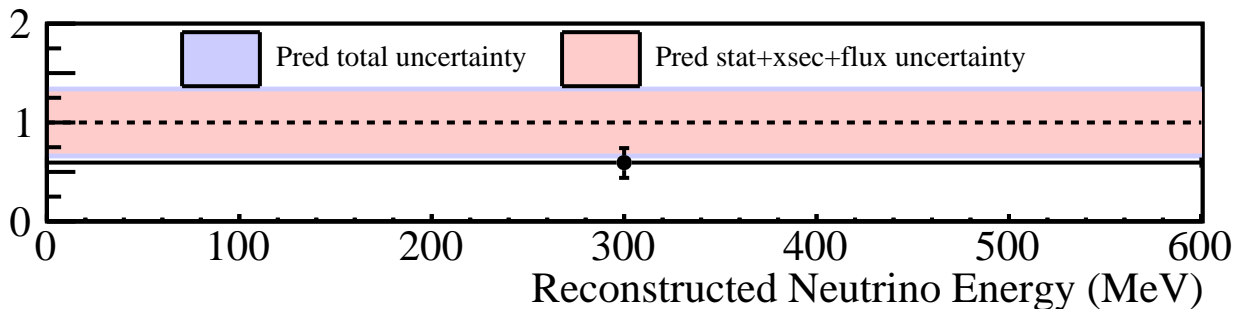 2
Pred total uncertainty Pred stat+xsec+flux uncertainty
1
0
0 100 200 300 400 500 600
Reconstructed Neutrino Energy (MeV)